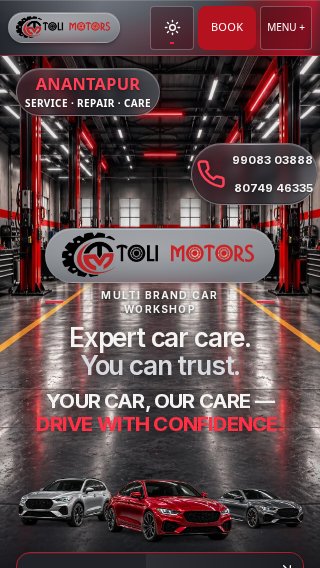 TOLI MOTORS
BOOK
MENU +
ANANTAPUR
SERVICE · REPAIR · CARE
99083 03888
80749 46335
TOLI MOTORS
MULTI BRAND CAR
WORKSHOP
Expert car care.
You can trust.
YOUR CAR, OUR CARE —
DRIVE WITH CONFIDENCE.